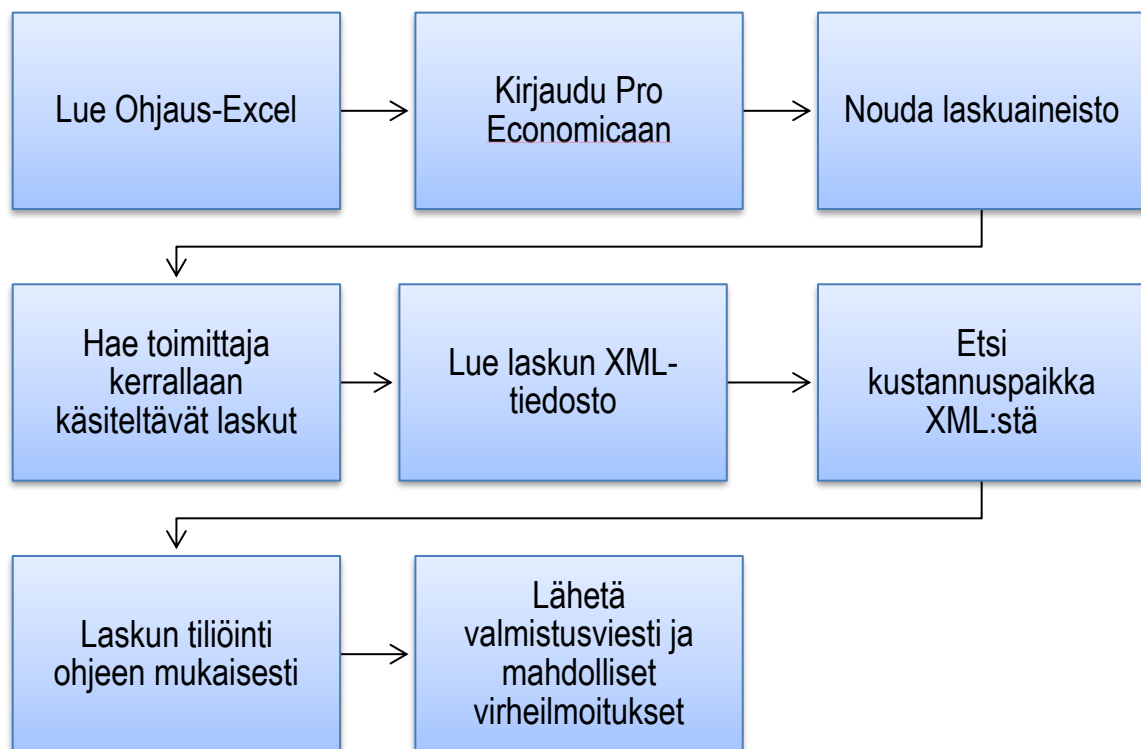 Lue Ohjaus-Excel
Kirjaudu Pro
Economicaan
Nouda laskuaineisto
Hae toimittaja
kerrallaan
käsiteltävät laskut
Lue laskun XML-
tiedosto
Etsi
kustannuspaikka
XML:stä
Laskun tiliöinti
ohjeen mukaisesti
Lähetä
valmistusviesti ja
mahdolliset
virheilmoitukset